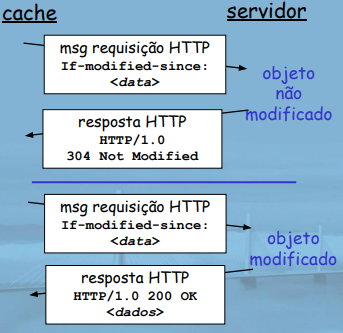 cache
servidor
msg requisição HTTP
If-modified-since:
<data>
objeto
não
modificado
resposta HTTP
HTTP/1.0
304 Not Modified
msg requisição HTTP
If-modified-since:
<data>
objeto
modificado
resposta HTTP
HTTP/1.0 200 OK
<dados>